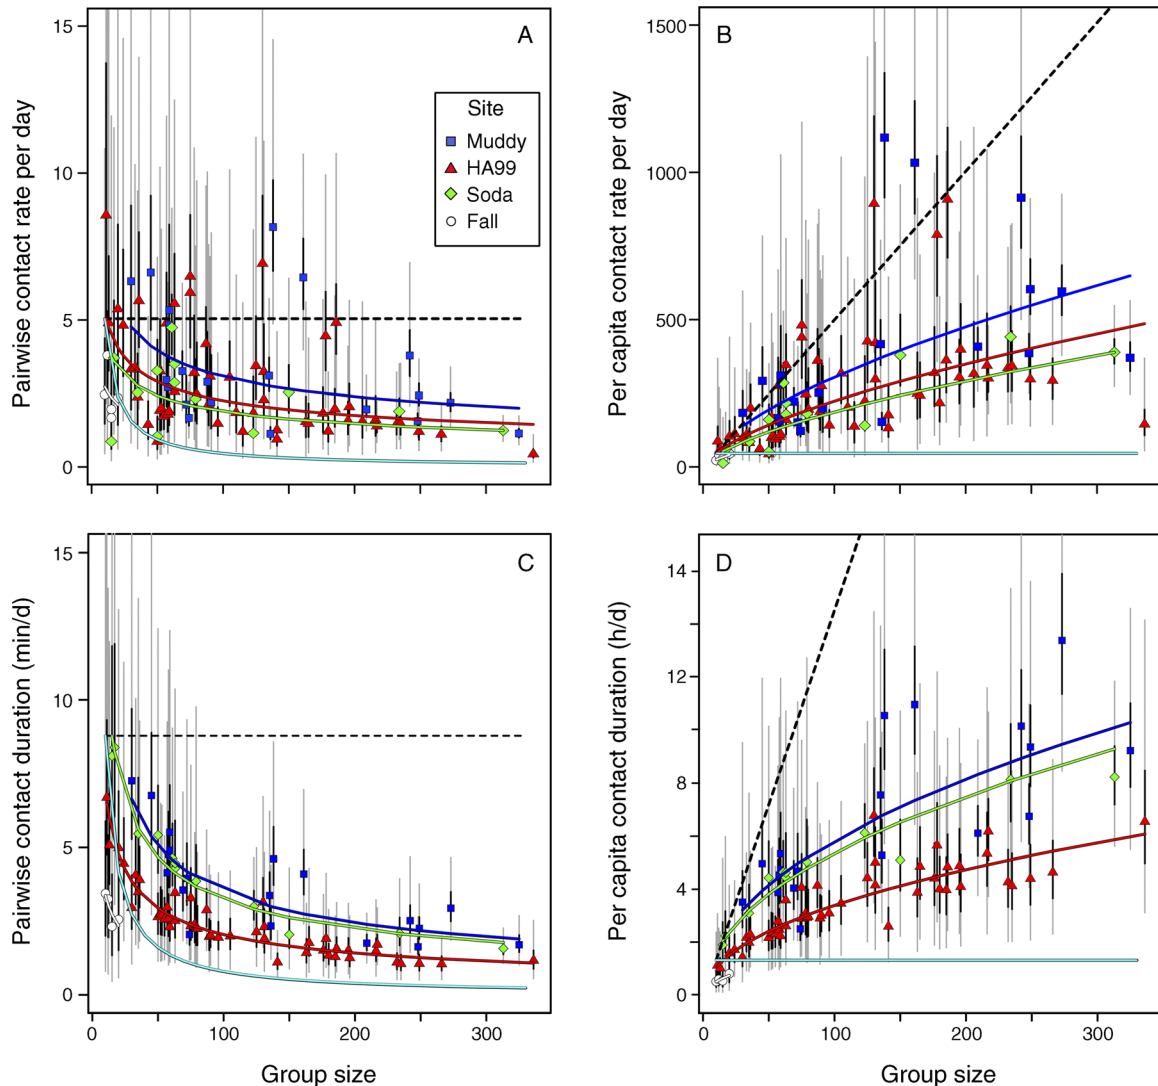 A
Pairwise contact rate per day
15
10
5
0
Site
Muddy
HA99
Soda
Fall
B
Per capita contact rate per day
1500
1000
500
0
C
Pairwise contact duration (min/d)
15
10
5
0
0
100
200
300
Group size
D
Per capita contact duration (h/d)
14
12
8
4
0
0
100
200
300
Group size